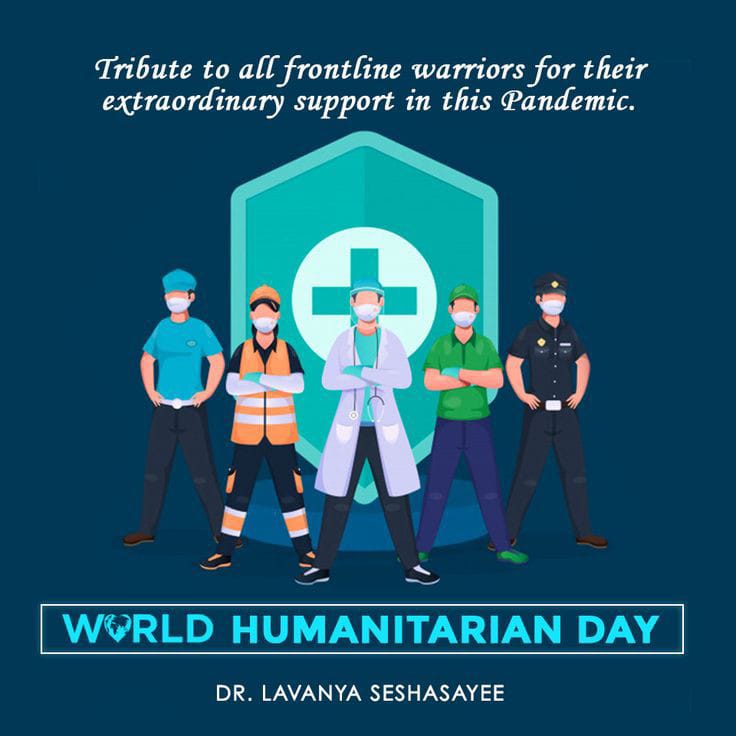 Tribute to all frontline warriors for their
extraordinary support in this Pandemic.
WORLD HUMANITARIAN DAY
DR. LAVANYA SESHASAYEE